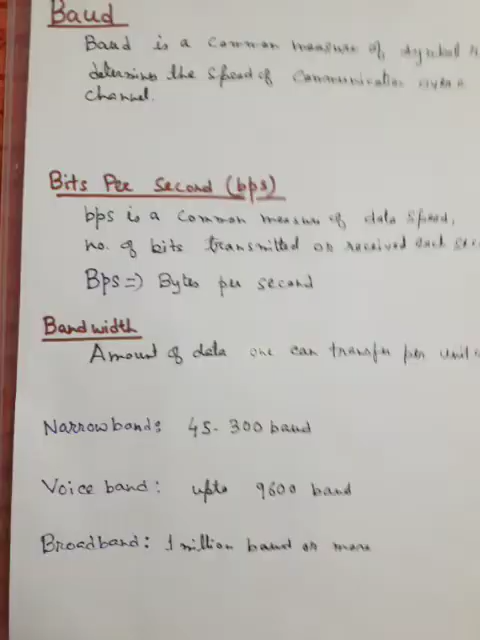 Baud
Baud is a common measure of symbol
determines the speed of communication over a
channel.
Bits Per Second (bps)
bps is a common measure of data speed,
no. of bits transmitted or received each sec
Bps => Bytes per second
Bandwidth
Amount of data one can transfer per unit
Narrowband: 45-300 baud
Voice band: upto 9600 baud
Broadband: 1 million baud or more